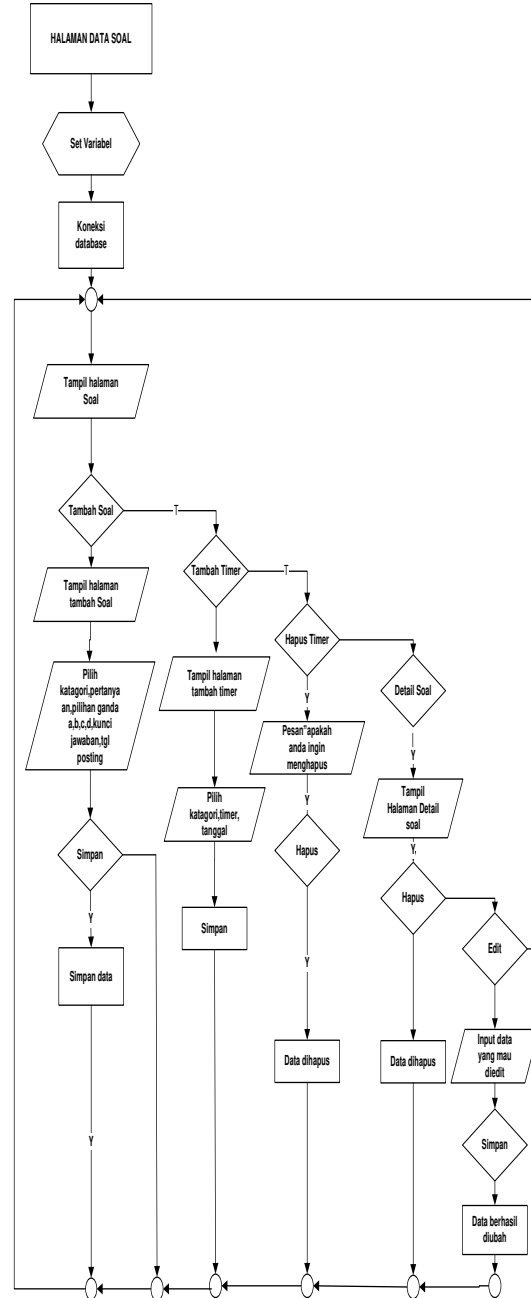 HALAMAN DATA SOAL
Set Variabel
Koneksi
database
Tampil halaman
Soal
Tambah Soal
T
Tambah Timer
T
Tampil halaman
tambah Soal
Hapus Timer
Pilih
katagori,pertanya
an,pilihan ganda
a,b,c,d,kunci
jawaban,tgl
posting
Tampil halaman
tambah timer
Y
Detail Soal
Pesan"apakah
anda ingin
menghapus
Y
Pilih
katagori,timer,
tanggal
Y
Tampil
Halaman Detail
soal
Simpan
Hapus
Y
Hapus
Y
Simpan
Edit
Simpan data
Y
Data dihapus
Data dihapus
Input data
yang mau
diedit
Y
Simpan
Data berhasil
diubah